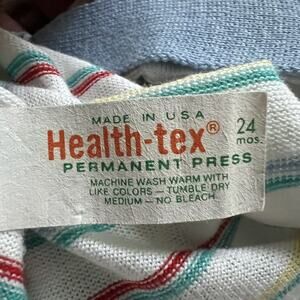 MADE IN USA
Health-tex®
24 mos.
PERMANENT PRESS
MACHINE WASH WARM WITH
LIKE COLORS – TUMBLE DRY
MEDIUM – NO BLEACH.